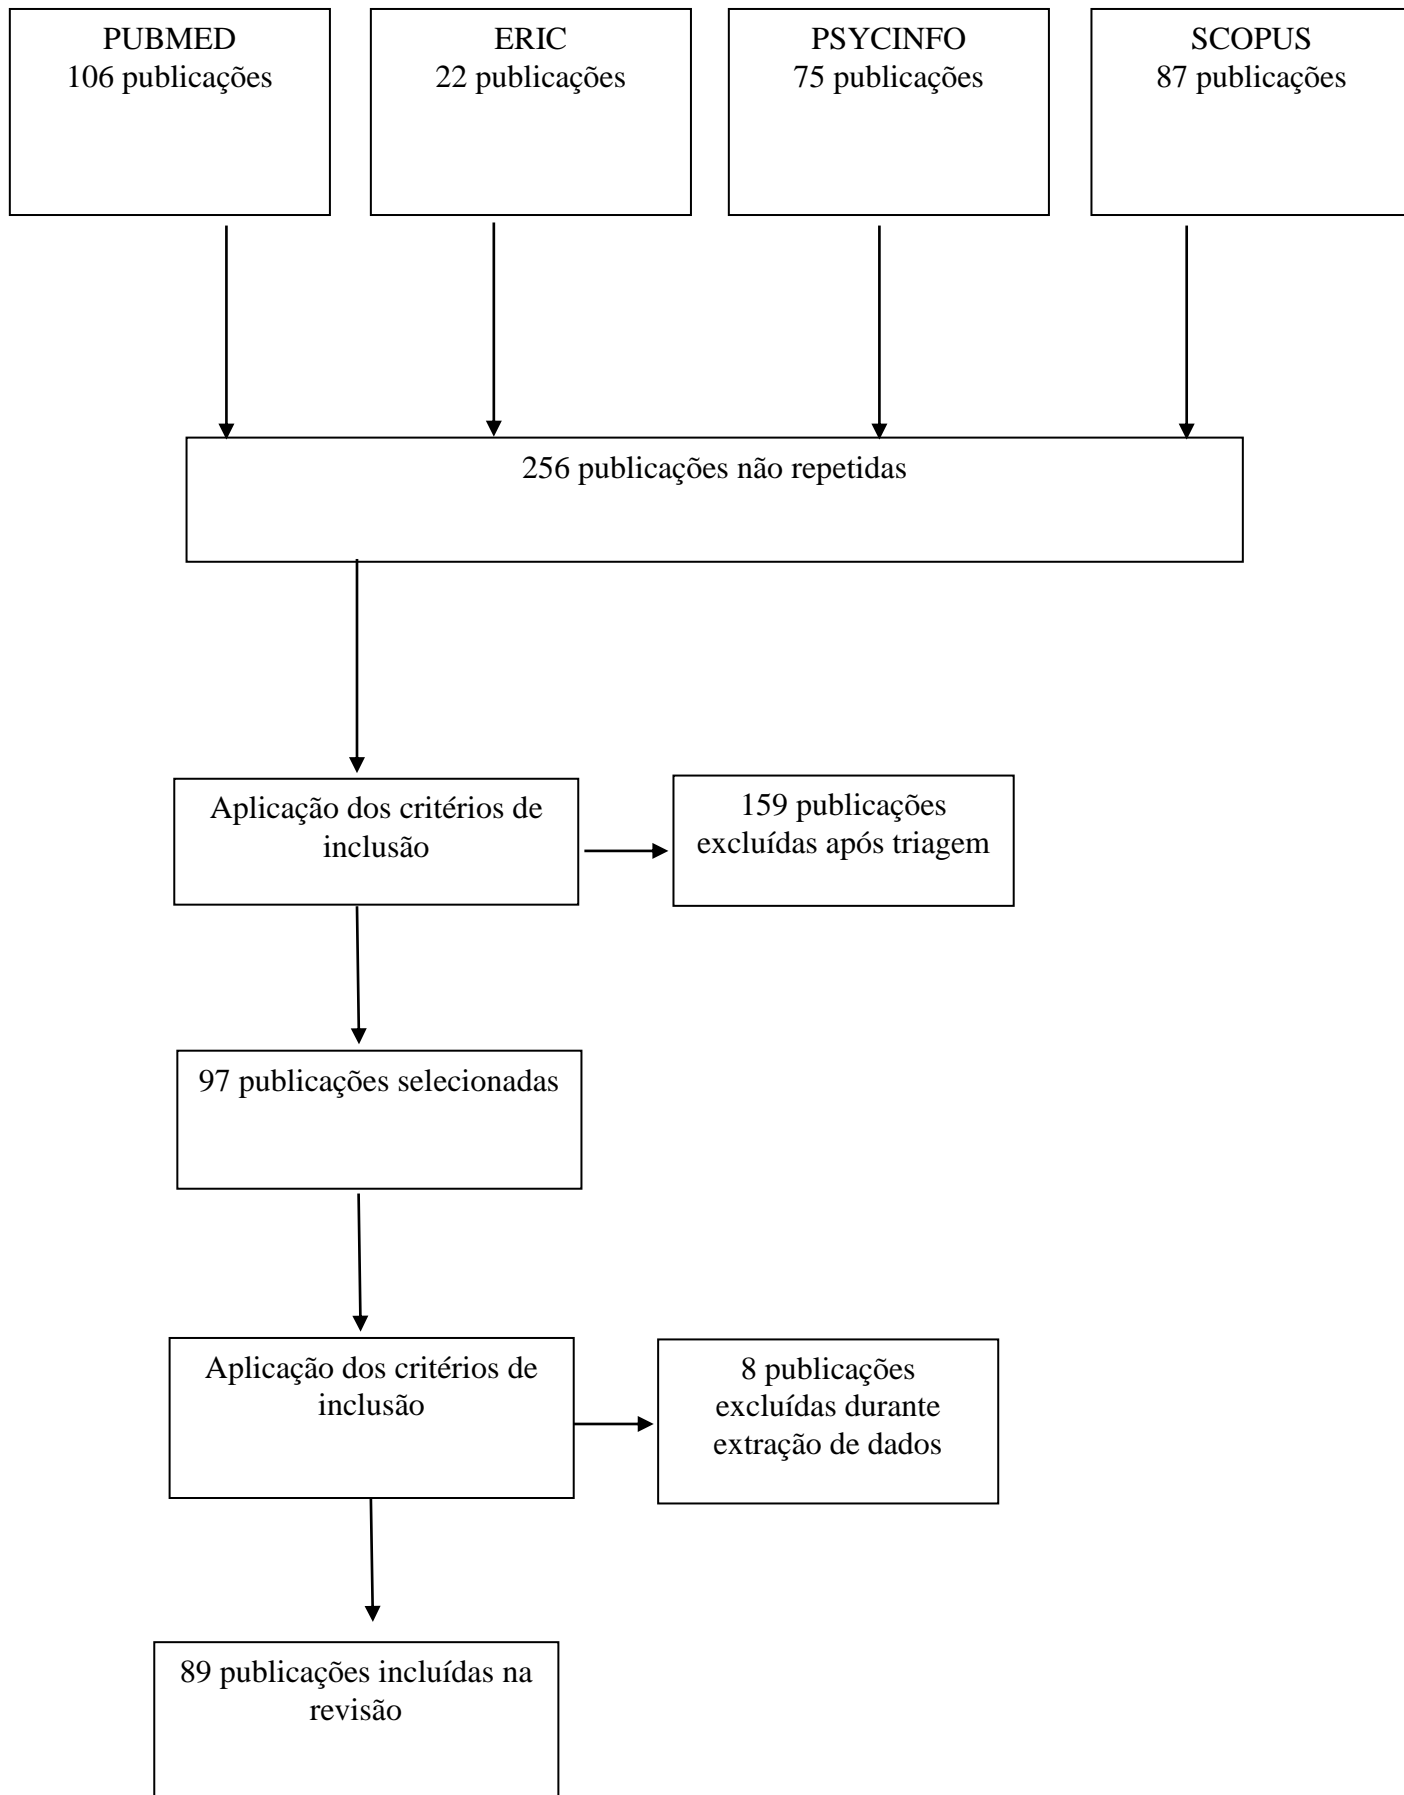 PUBMED
106 publicações
ERIC
22 publicações
PSYCINFO
75 publicações
SCOPUS
87 publicações
256 publicações não repetidas
Aplicação dos critérios de
inclusão
159 publicações
excluídas após triagem
97 publicações selecionadas
Aplicação dos critérios de
inclusão
8 publicações
excluídas durante
extração de dados
89 publicações incluídas na
revisão